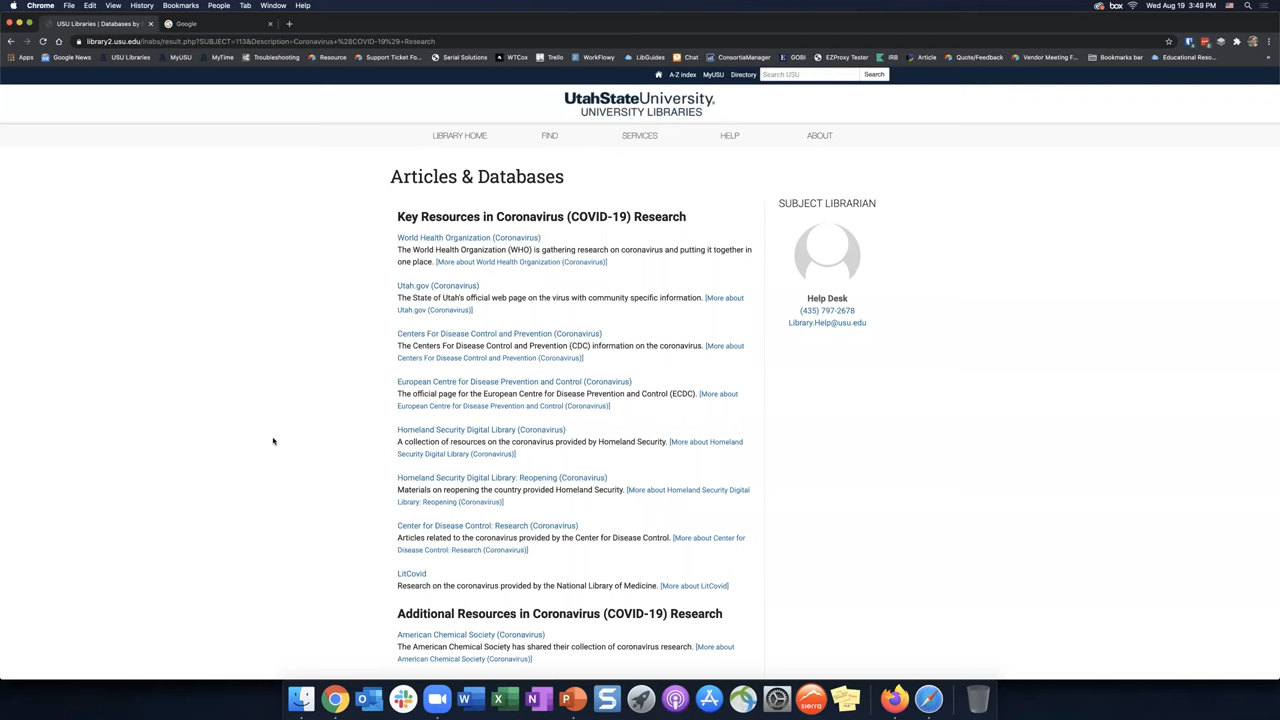 Chrome File Edit View History Bookmarks People Tab Window Help
box Wed Aug 19 3:49 PM
USU Libraries | Databases by
Google
library2.usu.edu/inabs/result.php?SUBJECT=113&Description=Coronavirus+%28COVID-19%29+Research
Apps Google News USU Libraries MyUSU MyTime Troubleshooting Resource Support Ticket Fo... Serial Solutions WTCox Trello WorkFlowy LibGuides Chat ConsortiaManager GOBI EZProxy Tester IRB Article Quote/Feedback Vendor Meeting F... Bookmarks bar Educational Reso...
A-Z index MyUSU Directory Search USU Search
UtahStateUniversity
UNIVERSITY LIBRARIES
LIBRARY HOME FIND SERVICES HELP ABOUT
Articles & Databases
Key Resources in Coronavirus (COVID-19) Research
World Health Organization (Coronavirus)
The World Health Organization (WHO) is gathering research on coronavirus and putting it together in
one place. [More about World Health Organization (Coronavirus)]
Utah.gov (Coronavirus)
The State of Utah's official web page on the virus with community specific information. [More about
Utah.gov (Coronavirus)]
Centers For Disease Control and Prevention (Coronavirus)
The Centers For Disease Control and Prevention (CDC) information on the coronavirus. [More about
Centers For Disease Control and Prevention (Coronavirus)]
European Centre for Disease Prevention and Control (Coronavirus)
The official page for the European Centre for Disease Prevention and Control (ECDC). [More about
European Centre for Disease Prevention and Control (Coronavirus)]
Homeland Security Digital Library (Coronavirus)
A collection of resources on the coronavirus provided by Homeland Security. [More about Homeland
Security Digital Library (Coronavirus)]
Homeland Security Digital Library: Reopening (Coronavirus)
Materials on reopening the country provided Homeland Security. [More about Homeland Security Digital
Library: Reopening (Coronavirus)]
Center for Disease Control: Research (Coronavirus)
Articles related to the coronavirus provided by the Center for Disease Control. [More about Center for
Disease Control: Research (Coronavirus)]
LitCovid
Research on the coronavirus provided by the National Library of Medicine. [More about LitCovid]
Additional Resources in Coronavirus (COVID-19) Research
American Chemical Society (Coronavirus)
The American Chemical Society has shared their collection of coronavirus research. [More about
American Chemical Society (Coronavirus)]
SUBJECT LIBRARIAN
Help Desk
(435) 797-2678
Library.Help@usu.edu
sierra